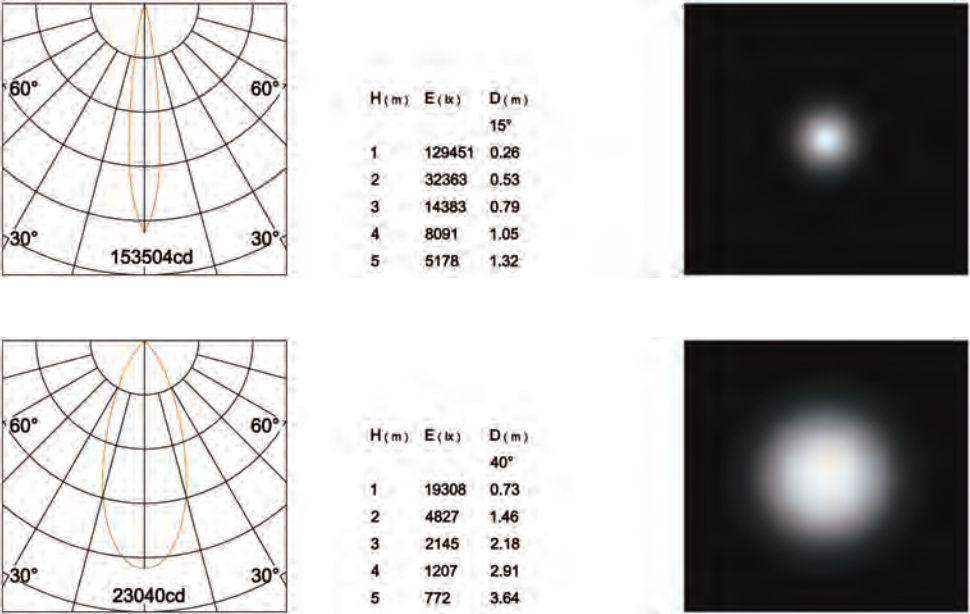 60° 60°
30° 30°
153504cd
H(m) E(lx) D(m)
15°
1 129451 0.26
2 32363 0.53
3 14383 0.79
4 8091 1.05
5 5178 1.32
60° 60°
30° 30°
23040cd
H(m) E(lx) D(m)
40°
1 19308 0.73
2 4827 1.46
3 2145 2.18
4 1207 2.91
5 772 3.64